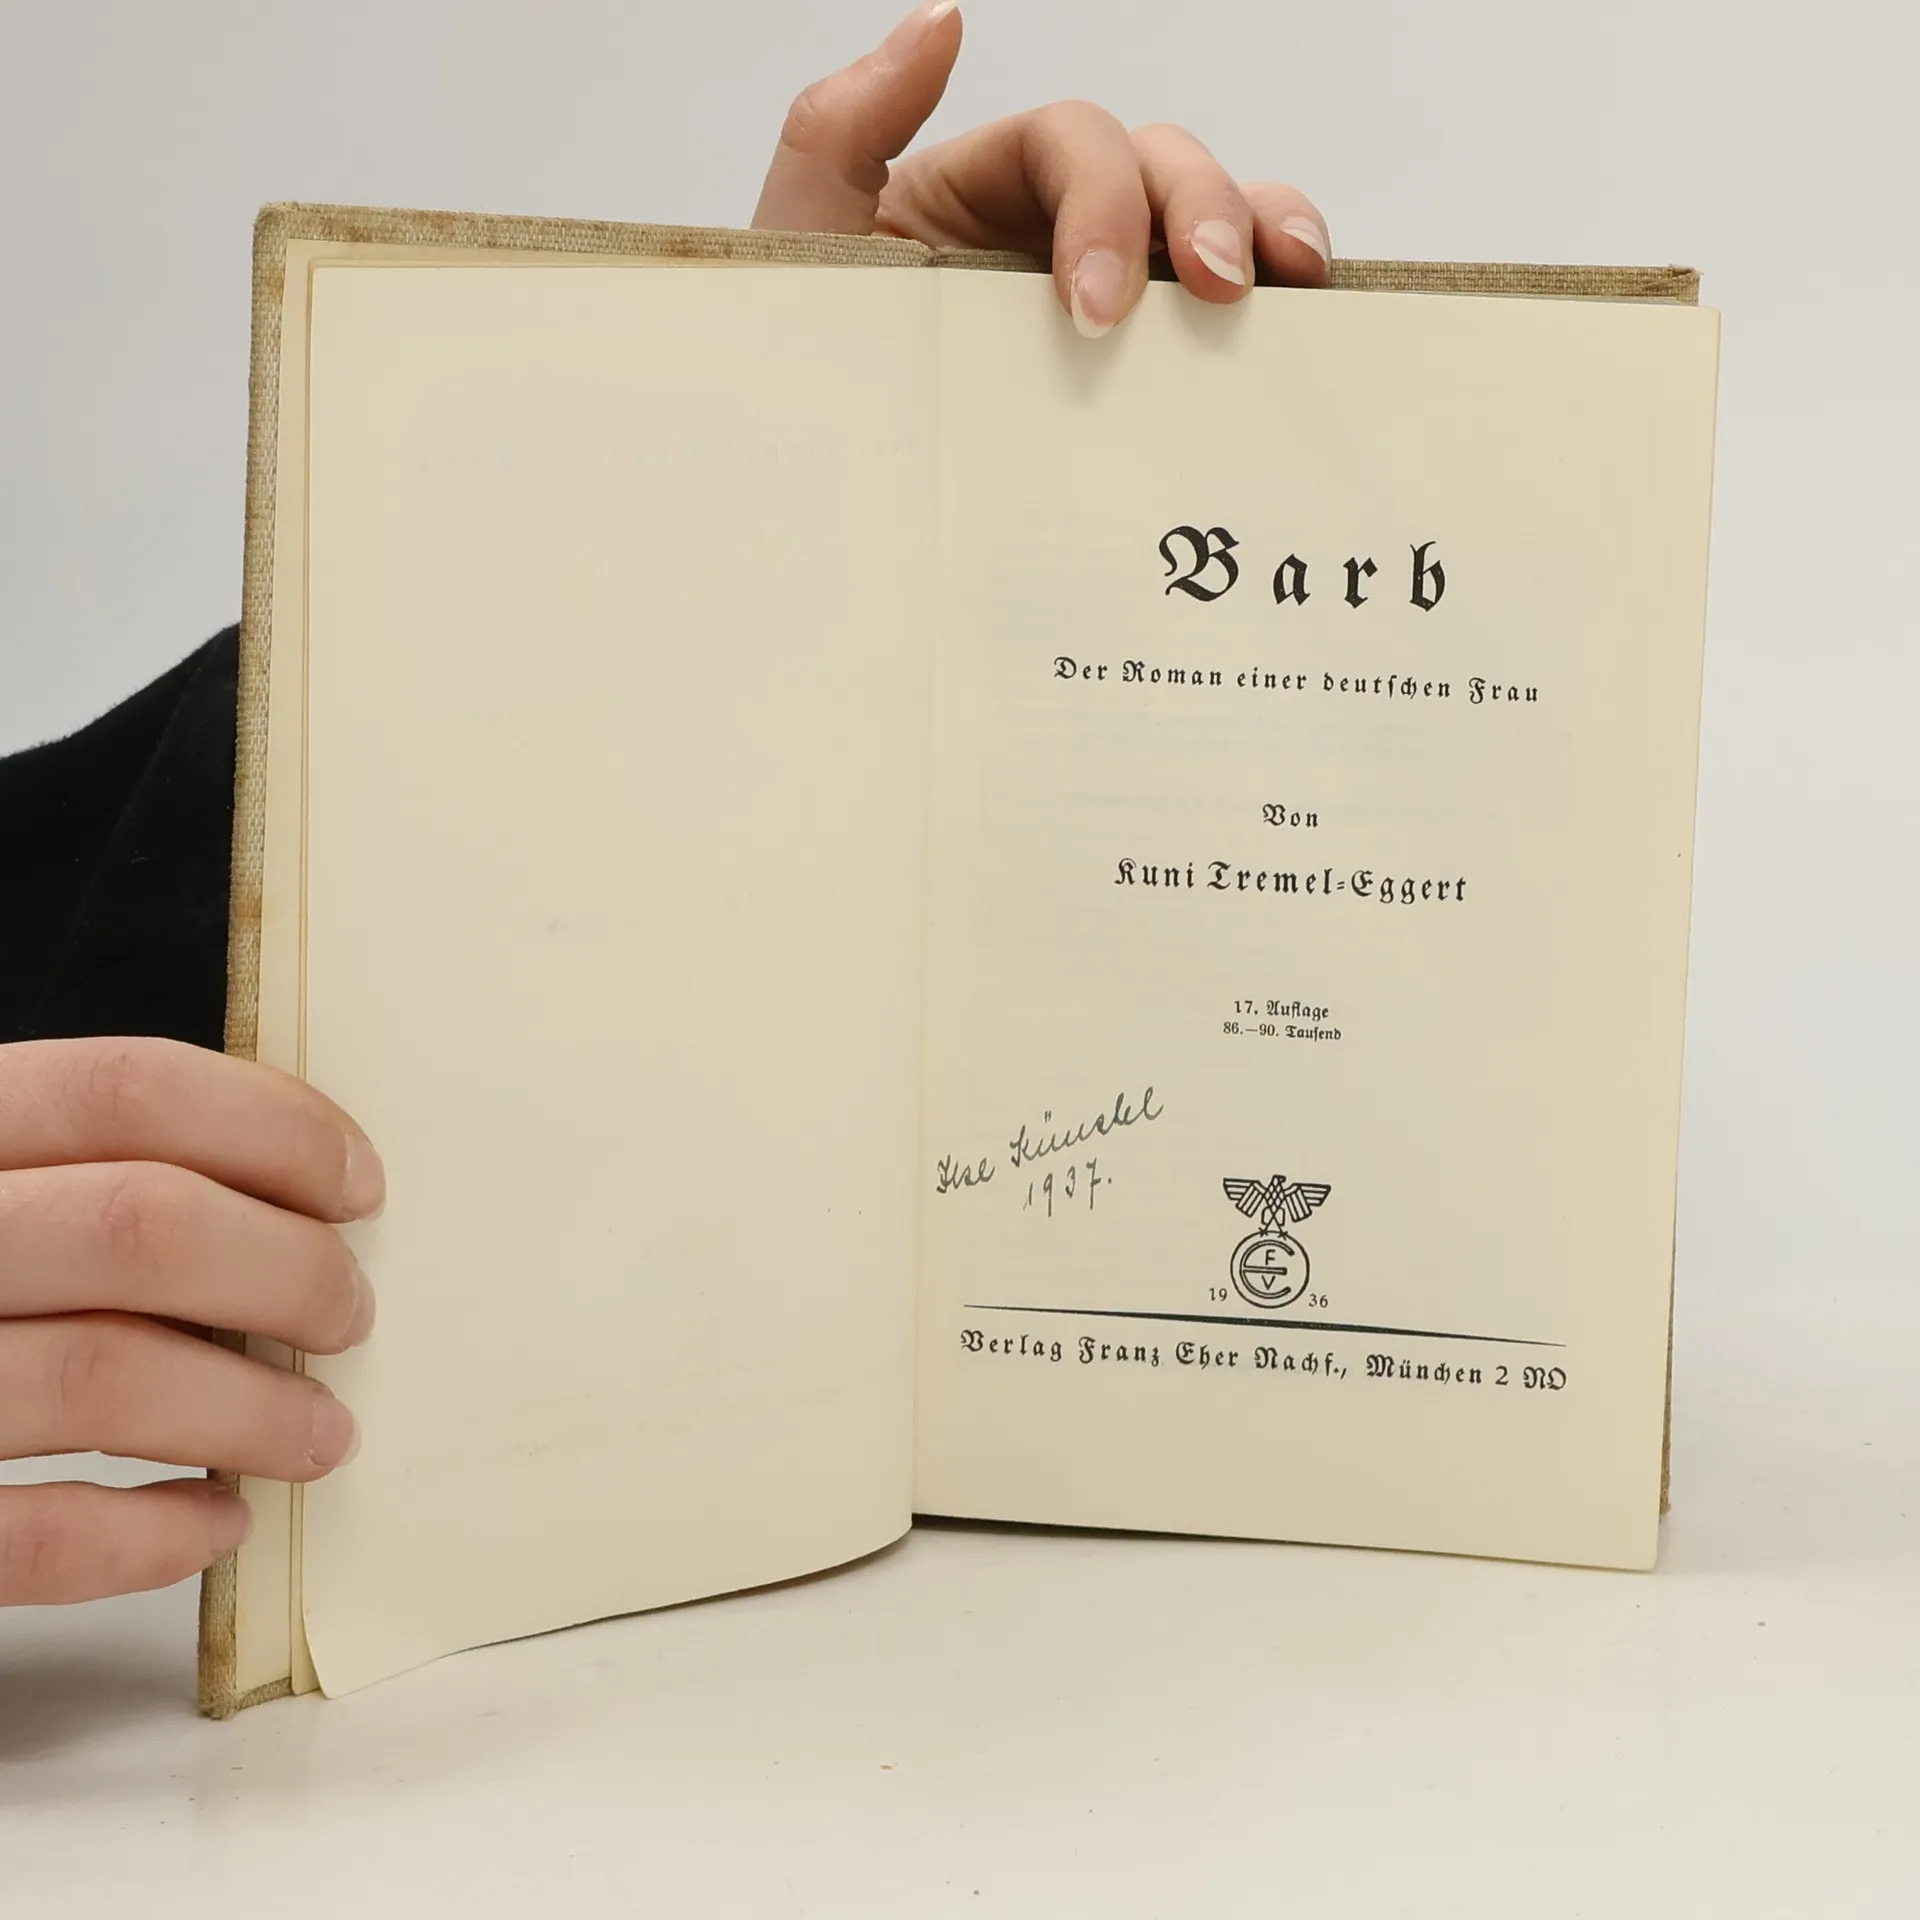 Barb
Der Roman einer deutschen Frau
Von
Kuni Tremel-Eggert
17. Auflage
86.—90. Tausend
Ilse Künstel
1937.
F
E
V
19 36
Verlag Franz Eher Nachf., München 2 NO